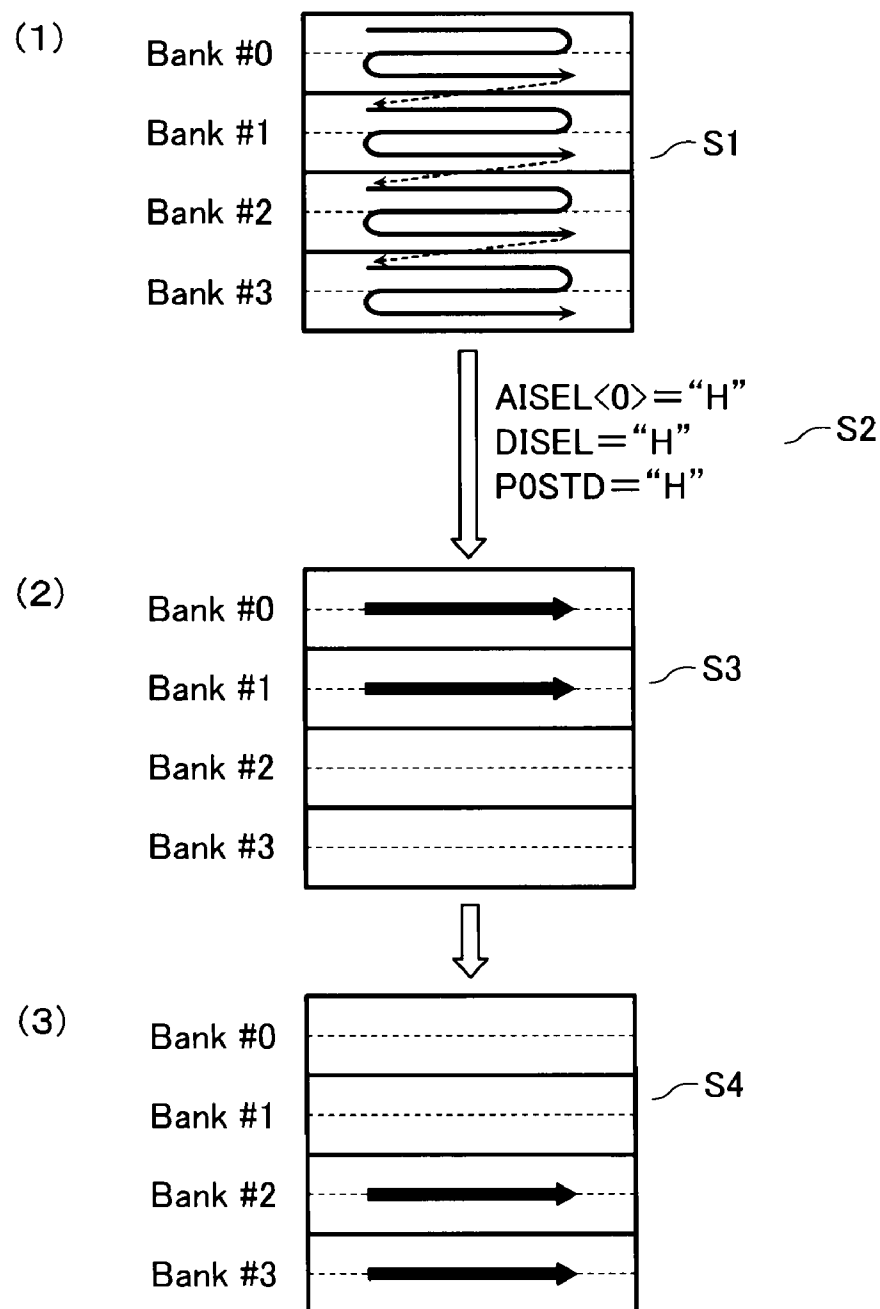 (1)
Bank #0
Bank #1
S1
Bank #2
Bank #3
AISEL<0>=“H”
DISEL=“H”
S2
P0STD=“H”
(2)
Bank #0
Bank #1
S3
Bank #2
Bank #3
(3)
Bank #0
Bank #1
S4
Bank #2
Bank #3